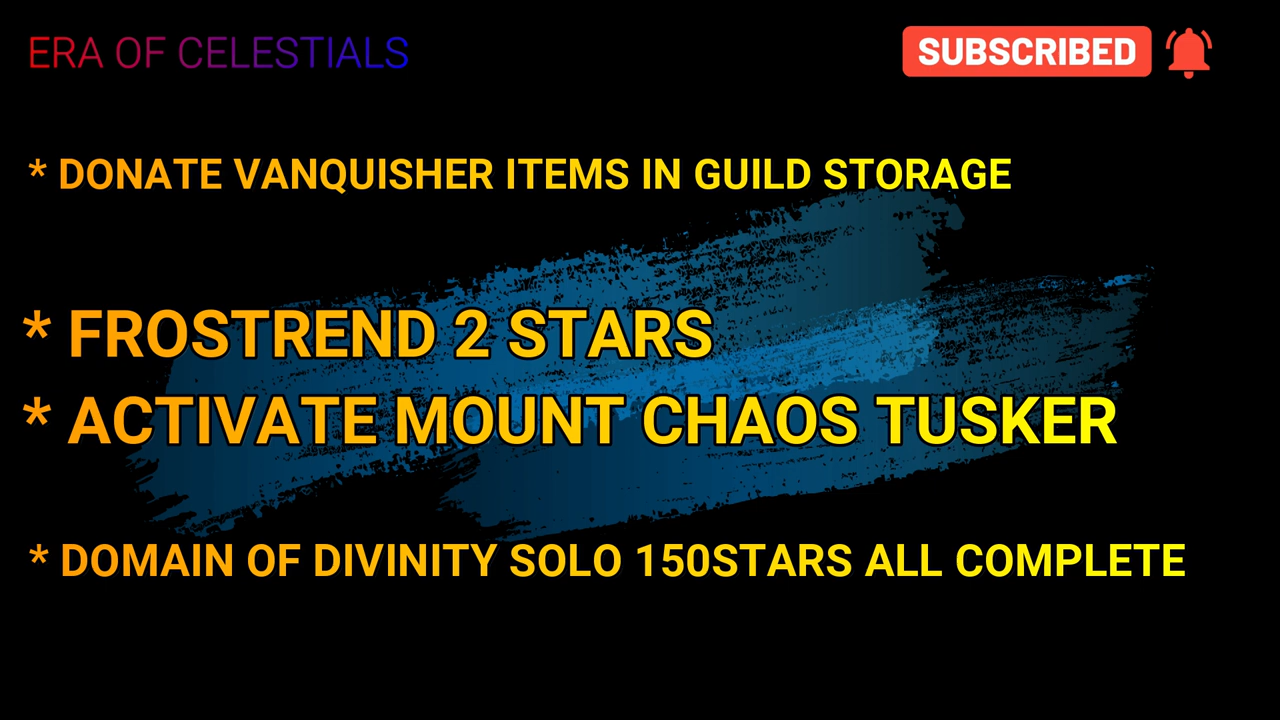 ERA OF CELESTIALS
SUBSCRIBED
* DONATE VANQUISHER ITEMS IN GUILD STORAGE
* FROSTREND 2 STARS
* ACTIVATE MOUNT CHAOS TUSKER
* DOMAIN OF DIVINITY SOLO 150STARS ALL COMPLETE